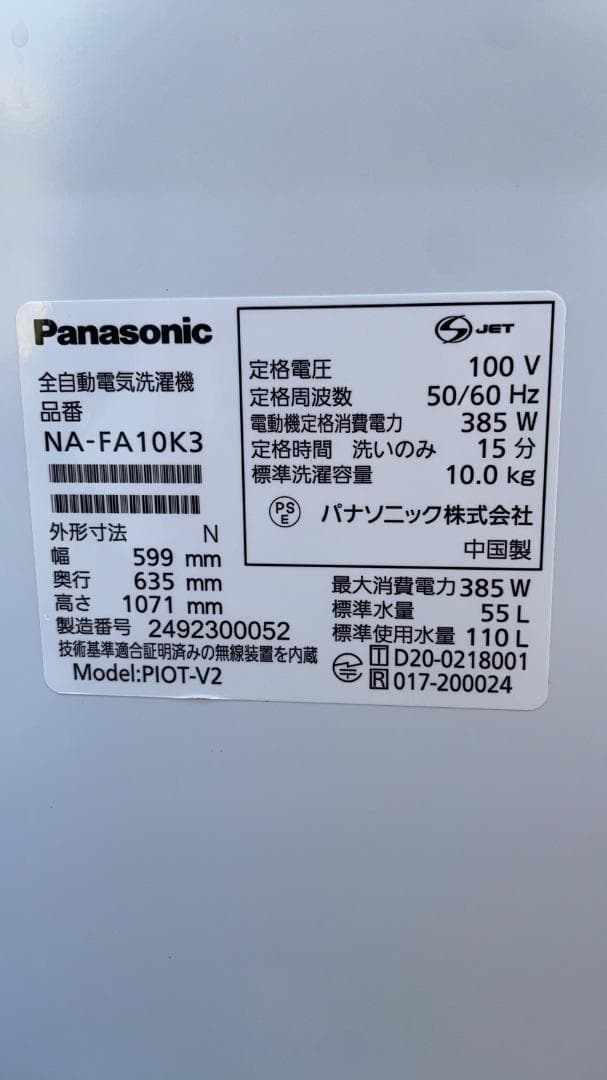 Panasonic
全自動電気洗濯機
品番
NA-FA10K3
外形寸法 N
幅 599 mm
奥行 635 mm
高さ 1071 mm
製造番号 2492300052
技術基準適合証明済みの無線装置を内蔵
Model:PIOT-V2
JET
定格電圧 100 V
定格周波数 50/60 Hz
電動機定格消費電力 385 W
定格時間 洗いのみ 15 分
標準洗濯容量 10.0 kg
PSE パナソニック株式会社
中国製
最大消費電力 385 W
標準水量 55 L
標準使用水量 110 L
T D20-0218001
R 017-200024